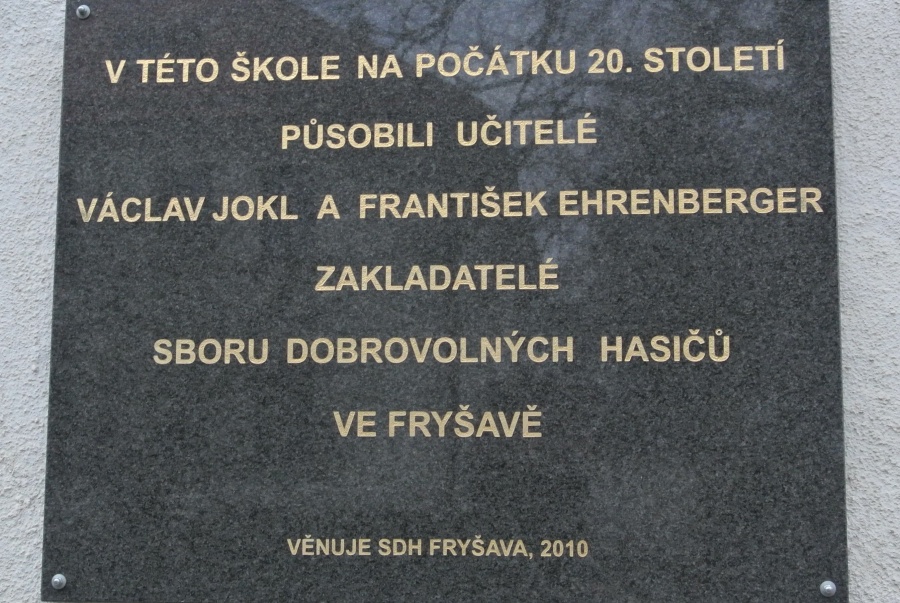 V TÉTO ŠKOLE NA POČÁTKU 20. STOLETÍ
PŮSOBILI UČITELÉ
VÁCLAV JOKL A FRANTIŠEK EHRENBERGER
ZAKLADATELÉ
SBORU DOBROVOLNÝCH HASIČŮ
VE FRYŠAVĚ
VĚNUJE SDH FRYŠAVA, 2010